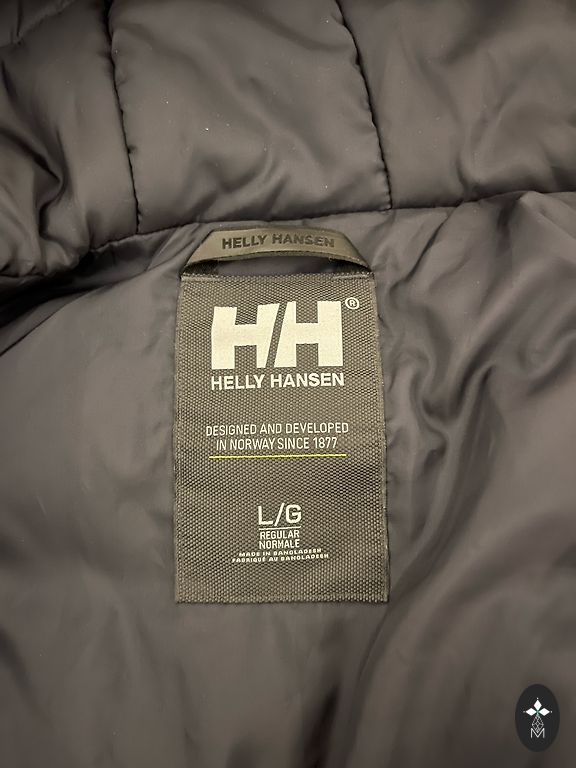 HELLY HANSEN
HH®
HELLY HANSEN
DESIGNED AND DEVELOPED
IN NORWAY SINCE 1877
L/G
REGULAR
NORMALE
MADE IN BANGLADESH
FABRIQUÉ AU BANGLADESH
M